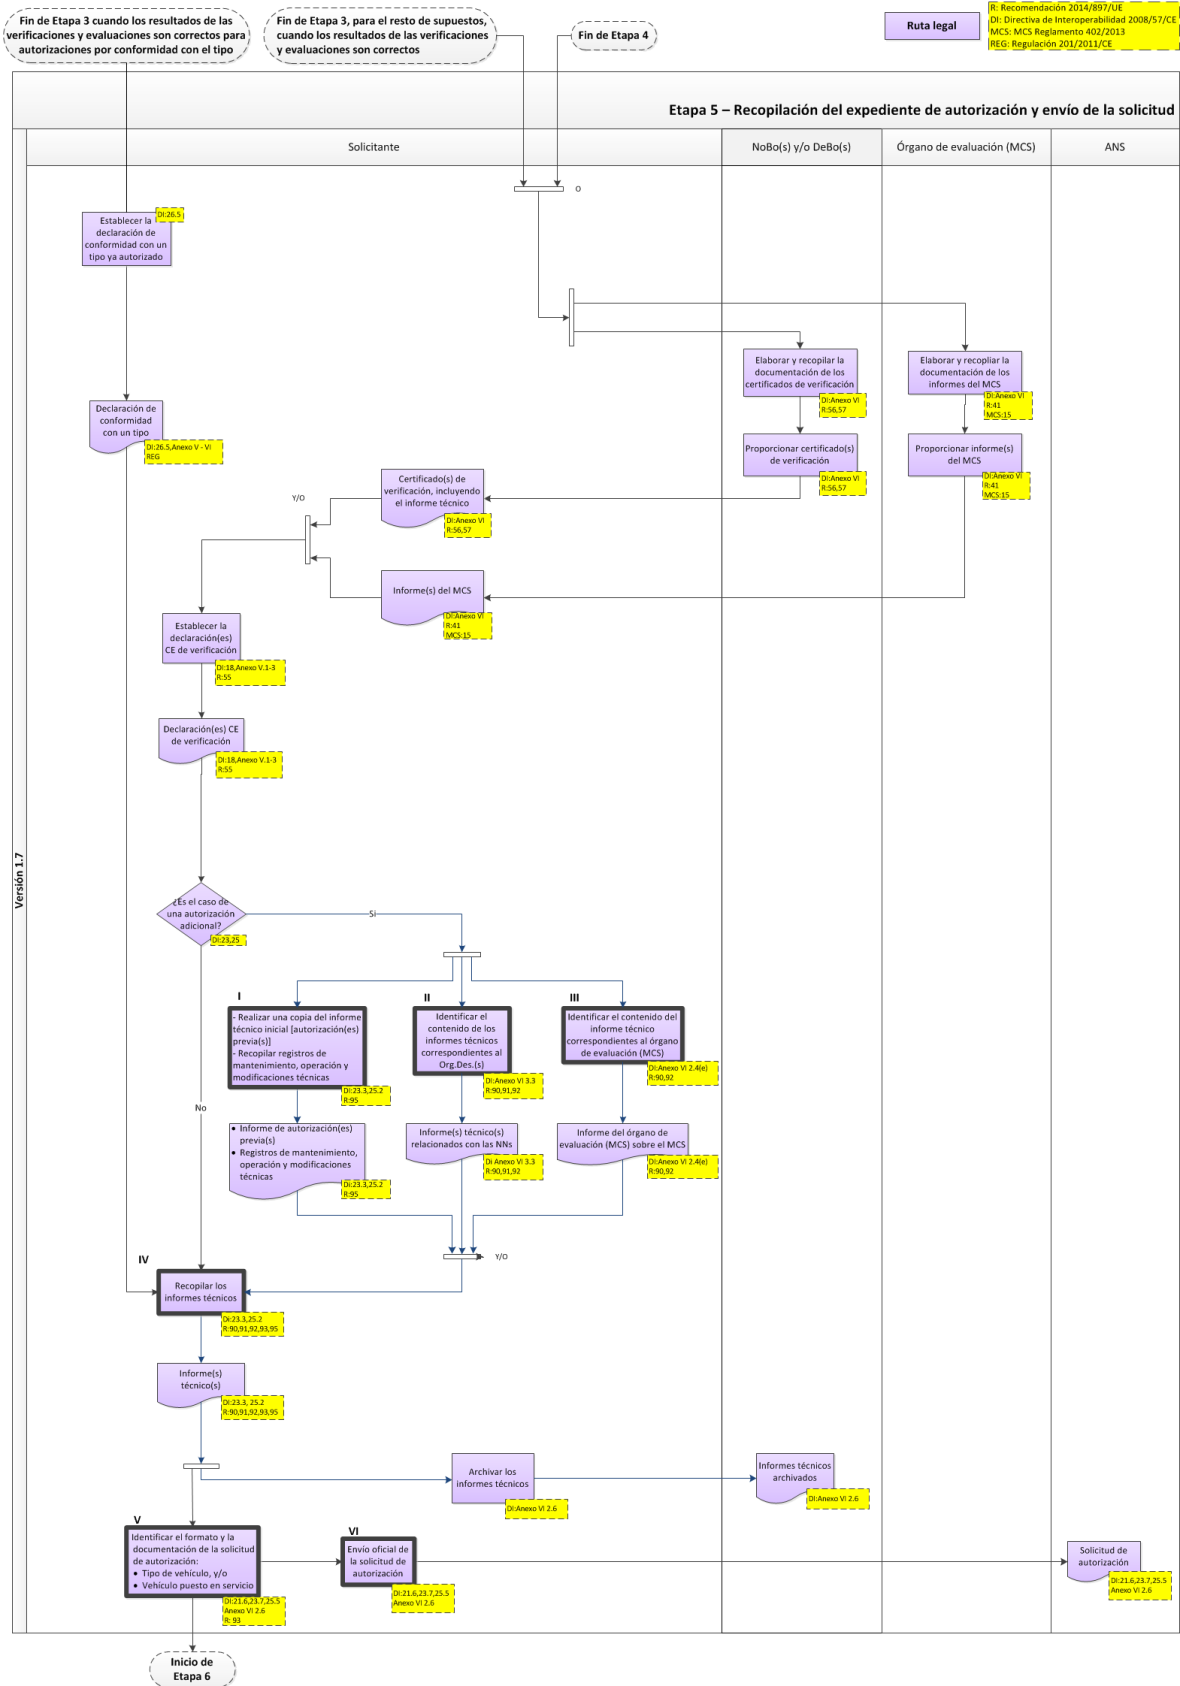 Fin de Etapa 3 cuando los resultados de las
verificaciones y evaluaciones son correctos para
autorizaciones por conformidad con el tipo
Fin de Etapa 3, para el resto de supuestos,
cuando los resultados de las verificaciones
y evaluaciones son correctos
Fin de Etapa 4
Ruta legal
R: Recomendación 2014/897/UE
DI: Directiva de Interoperabilidad 2008/57/CE
MCS: MCS Reglamento 402/2013
REG: Regulación 201/2011/CE
Etapa 5 – Recopilación del expediente de autorización y envío de la solicitud
Solicitante
NoBo(s) y/o DeBo(s)
Órgano de evaluación (MCS)
ANS
Versión 1.7
O
Establecer la
declaración de
conformidad con un
tipo ya autorizado
DI:26.5
Elaborar y recopilar la
documentación de los
certificados de verificación
DI:Anexo VI
R:56,57
Elaborar y recopliar la
documentación de los
informes del MCS
DI:Anexo VI
R:41
MCS:15
Declaración de
conformidad
con un tipo
DI:26.5,Anexo V - VI
REG
Proporcionar certificado(s)
de verificación
DI:Anexo VI
R:56,57
Proporcionar informe(s)
del MCS
DI:Anexo VI
R:41
MCS:15
Certificado(s) de
verificación, incluyendo
el informe técnico
DI:Anexo VI
R:56,57
Y/O
Informe(s) del MCS
DI:Anexo VI
R:41
MCS:15
Establecer la
declaración(es)
CE de verificación
DI:18,Anexo V.1-3
R:55
Declaración(es) CE
de verificación
DI:18,Anexo V.1-3
R:55
¿Es el caso de
una autorización
adicional?
DI:23,25
Si
No
I
- Realizar una copia del informe
técnico inicial [autorización(es)
previa(s)]
- Recopilar registros de
mantenimiento, operación y
modificaciones técnicas
DI:23.3,25.2
R:95
II
Identificar el
contenido de los
informes técnicos
correspondientes al
Org.Des.(s)
DI:Anexo VI 3.3
R:90,91,92
III
Identificar el contenido del
informe técnico
correspondientes al órgano
de evaluación (MCS)
DI:Anexo VI 2.4(e)
R:90,92
• Informe de autorización(es)
previa(s)
• Registros de mantenimiento,
operación y modificaciones
técnicas
Di:23.3,25.2
R:95
Informe(s) técnico(s)
relacionados con las NNs
Di Anexo VI 3.3
R:90,91,92
Informe del órgano de
evaluación (MCS) sobre el MCS
DI:Anexo VI 2.4(e)
R:90,92
Y/O
IV
Recopilar los
informes técnicos
Di:23.3,25.2
R:90,91,92,93,95
Informe(s)
técnico(s)
DI:23.3, 25.2
R:90,91,92,93,95
Archivar los
informes técnicos
DI:Anexo VI 2.6
Informes técnicos
archivados
DI:Anexo VI 2.6
V
Identificar el formato y la
documentación de la solicitud
de autorización:
• Tipo de vehículo, y/o
• Vehículo puesto en servicio
DI:21.6,23.7,25.5
Anexo VI 2.6
R: 93
VI
Envío oficial de
la solicitud de
autorización
DI:21.6,23.7,25.5
Anexo VI 2.6
Solicitud de
autorización
DI:21.6,23.7,25.5
Anexo VI 2.6
Inicio de
Etapa 6